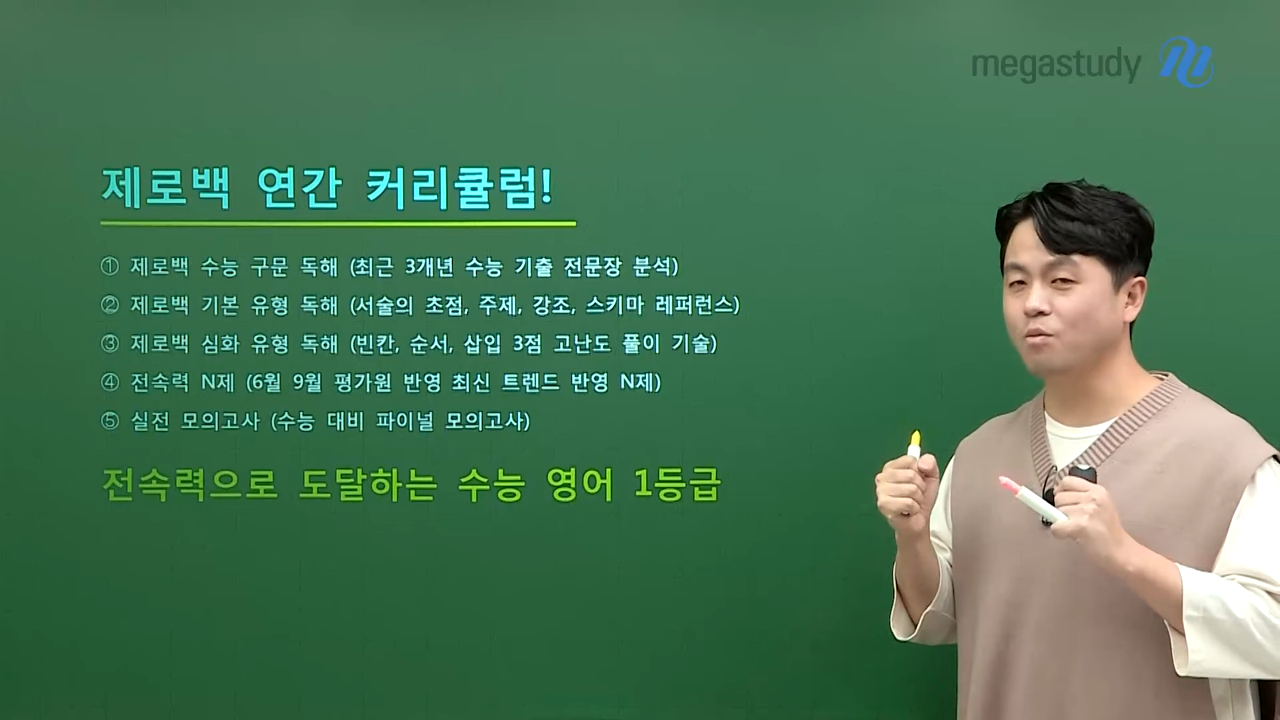 megastudy
제로백 연간 커리큘럼!
① 제로백 수능 구문 독해 (최근 3개년 수능 기출 전문장 분석)
② 제로백 기본 유형 독해 (서술의 초점, 주제, 강조, 스키마 레퍼런스)
③ 제로백 심화 유형 독해 (빈칸, 순서, 삽입 3점 고난도 풀이 기술)
④ 전속력 N제 (6월 9월 평가원 반영 최신 트렌드 반영 N제)
⑤ 실전 모의고사 (수능 대비 파이널 모의고사)
전속력으로 도달하는 수능 영어 1등급